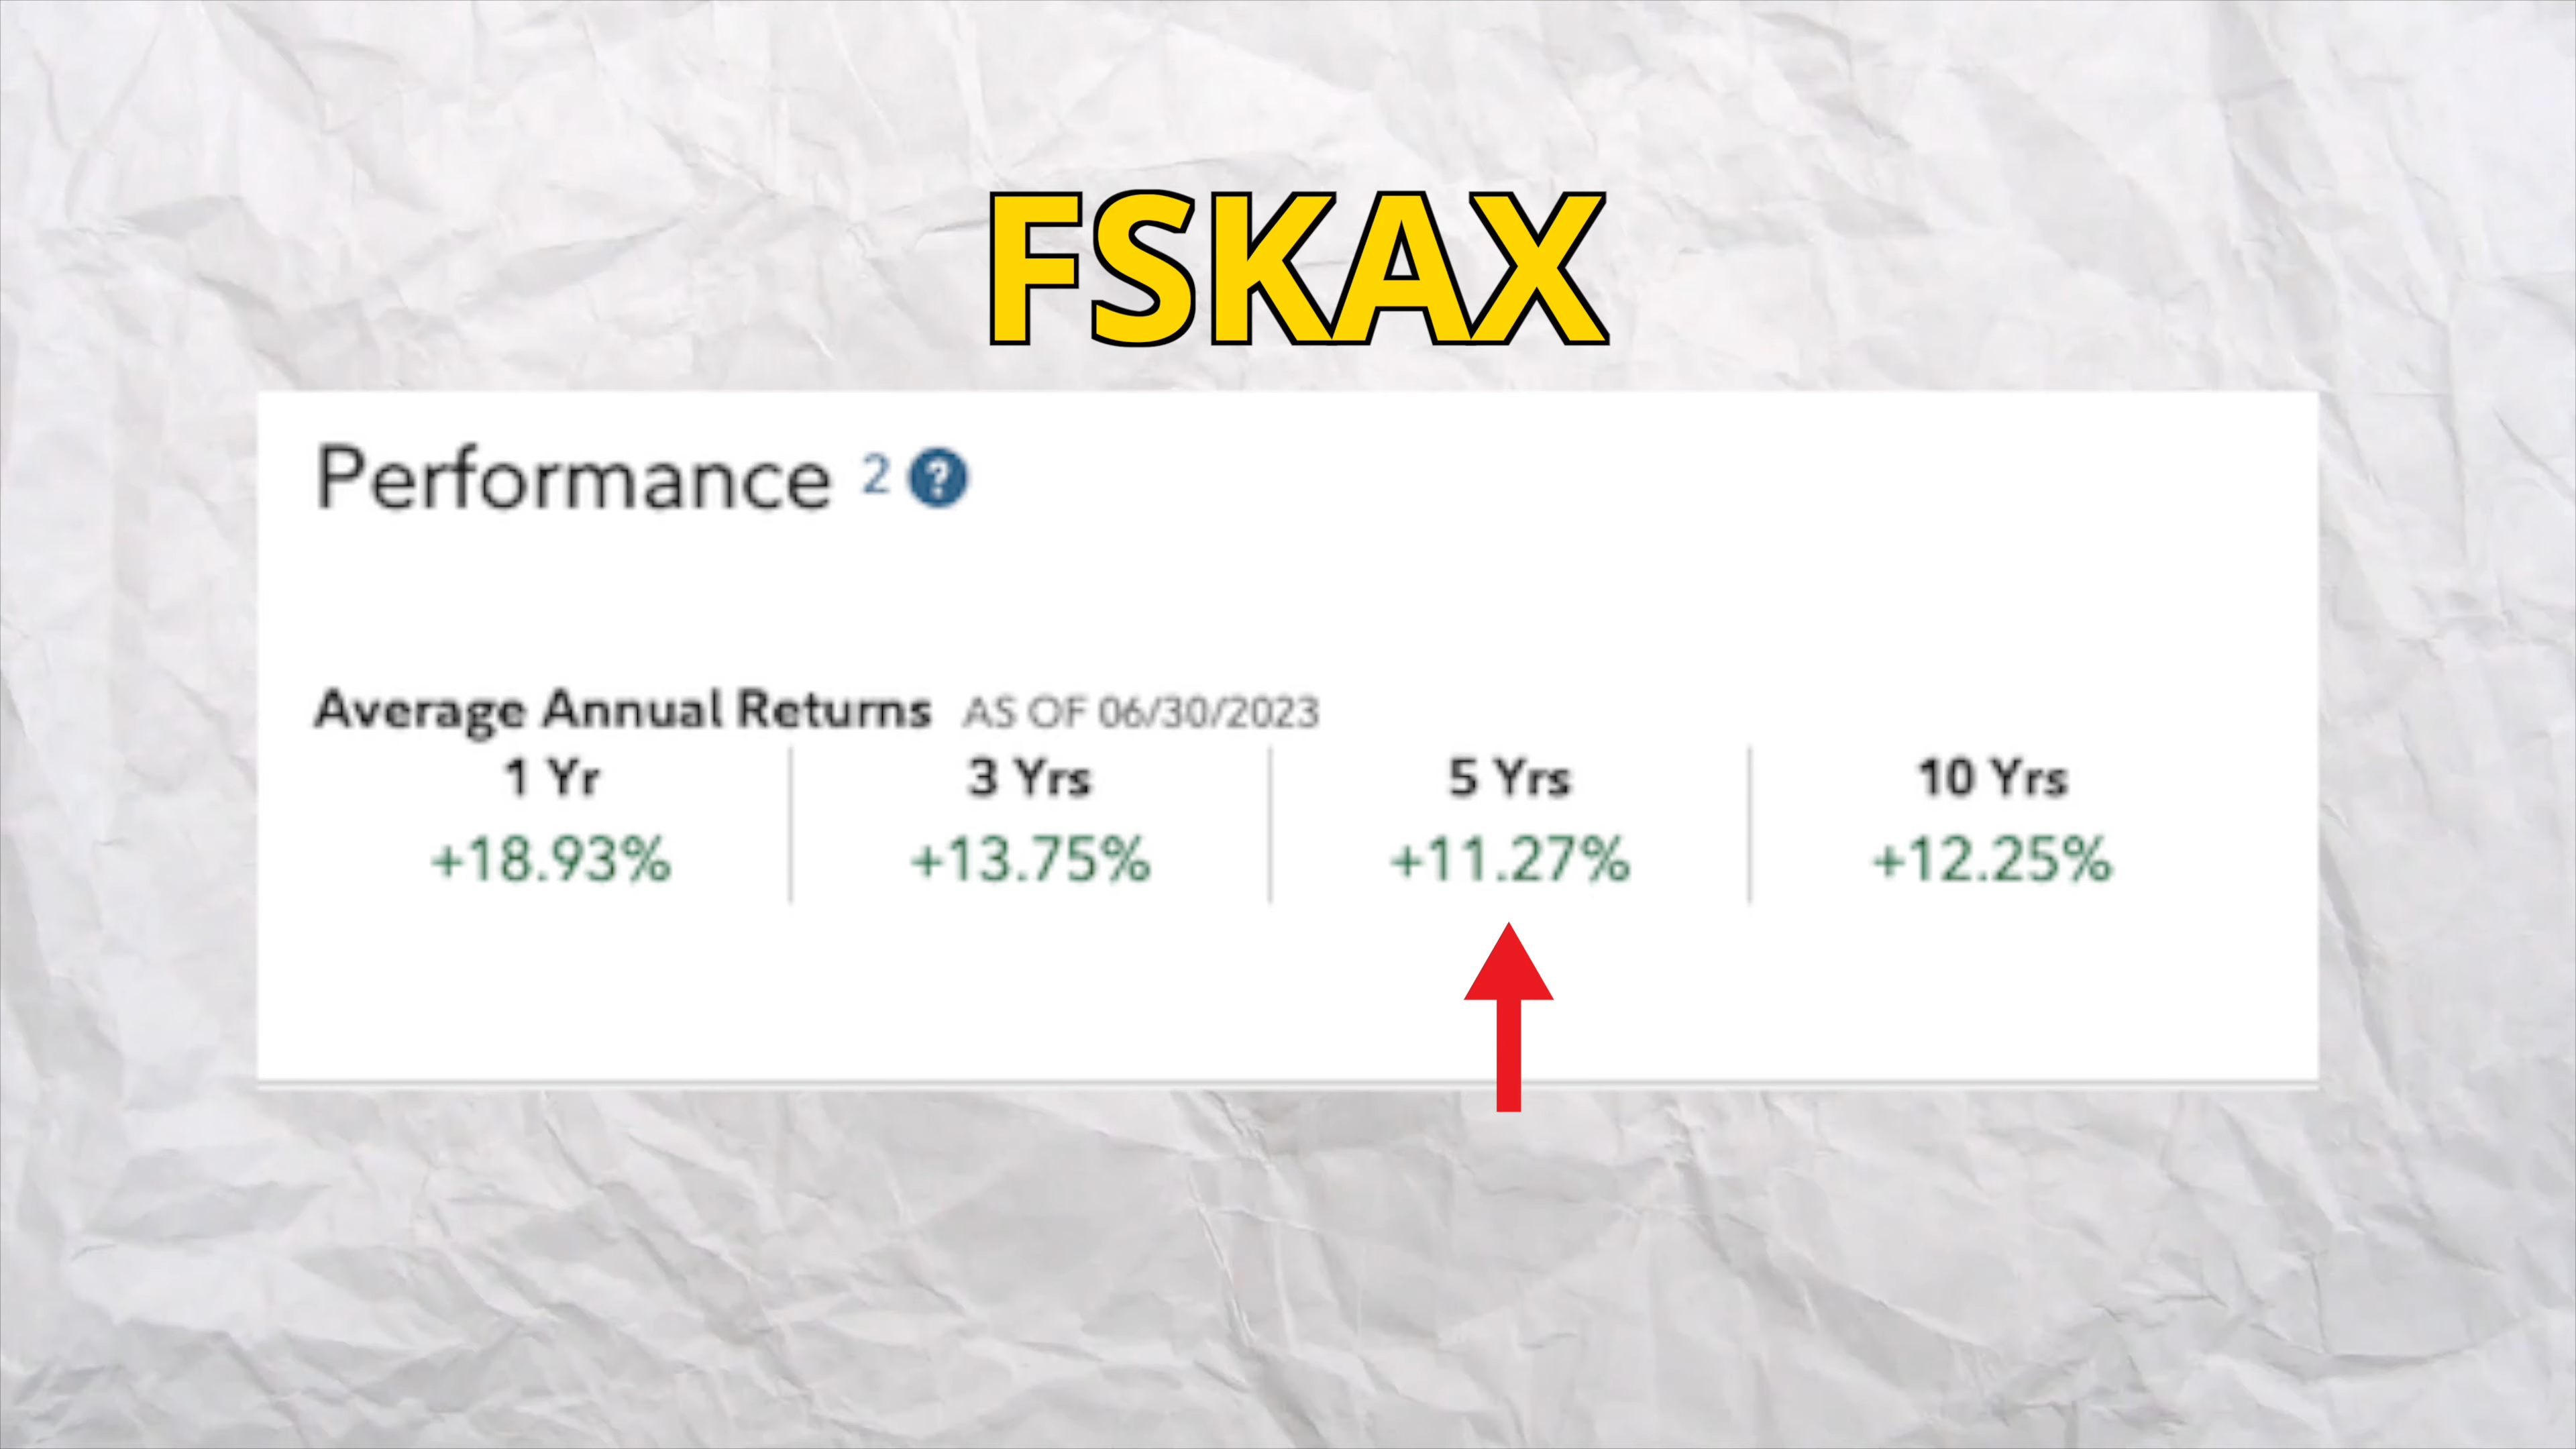 FSKAX
Performance 2 ?
Average Annual Returns AS OF 06/30/2023
1 Yr 3 Yrs 5 Yrs 10 Yrs
+18.93% +13.75% +11.27% +12.25%